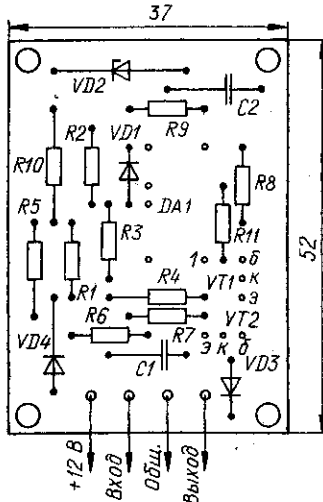 37
VD2
C2
R2
VD1
R9
R10
R8
DA1
R5
R3
R11
1
б
VT1
к
R1
R4
э
R6
R7
VT2
э к б
VD4
C1
VD3
52
+12 В
Вход
Общ.
Выход